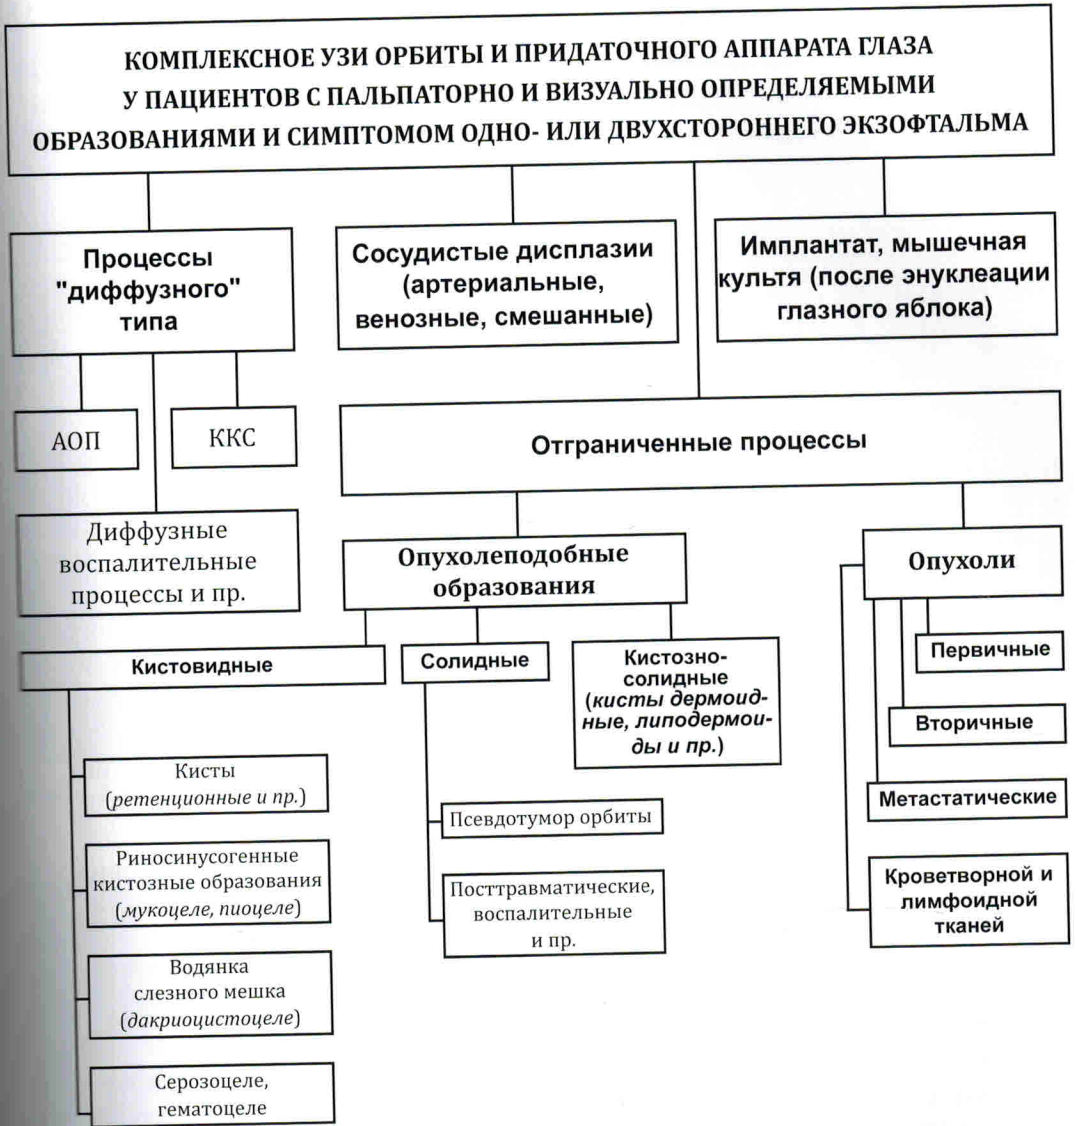 КОМПЛЕКСНОЕ УЗИ ОРБИТЫ И ПРИДАТОЧНОГО АППАРАТА ГЛАЗА
У ПАЦИЕНТОВ С ПАЛЬПАТОРНО И ВИЗУАЛЬНО ОПРЕДЕЛЯЕМЫМИ
ОБРАЗОВАНИЯМИ И СИМПТОМОМ ОДНО- ИЛИ ДВУХСТОРОННЕГО ЭКЗОФТАЛЬМА
Процессы
"диффузного"
типа
Сосудистые дисплазии
(артериальные,
венозные, смешанные)
Имплантат, мышечная
культя (после энуклеации
глазного яблока)
АОП
ККС
Диффузные
воспалительные
процессы и пр.
Отграниченные процессы
Опухолеподобные
образования
Опухоли
Кистовидные
Солидные
Кистозно-
солидные
(кисты дермоид-
ные, липодермои-
ды и пр.)
Первичные
Вторичные
Метастатические
Кроветворной и
лимфоидной
тканей
Кисты
(ретенционные и пр.)
Риносинусогенные
кистозные образования
(мукоцеле, пиоцеле)
Водянка
слезного мешка
(дакриоцистоцеле)
Серозоцеле,
гематоцеле
Псевдотумор орбиты
Посттравматические,
воспалительные
и пр.